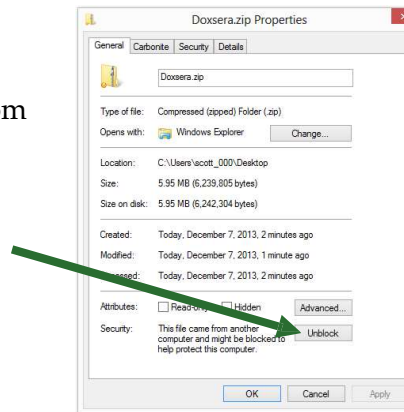 Doxsera.zip Properties
x
General Carbonite Security Details
Doxsera.zip
Type of file: Compressed (zipped) Folder (.zip)
Opens with: Windows Explorer Change...
Location: C:\Users\scott_000\Desktop
Size: 5.95 MB (6,239,805 bytes)
Size on disk: 5.95 MB (6,242,304 bytes)
Created: Today, December 7, 2013, 2 minutes ago
Modified: Today, December 7, 2013, 1 minute ago
Today, December 7, 2013, 2 minutes ago
Attributes: Hidden Advanced...
Security: This file came from another
computer and might be blocked to
help protect this computer.
Unblock
OK Cancel Apply